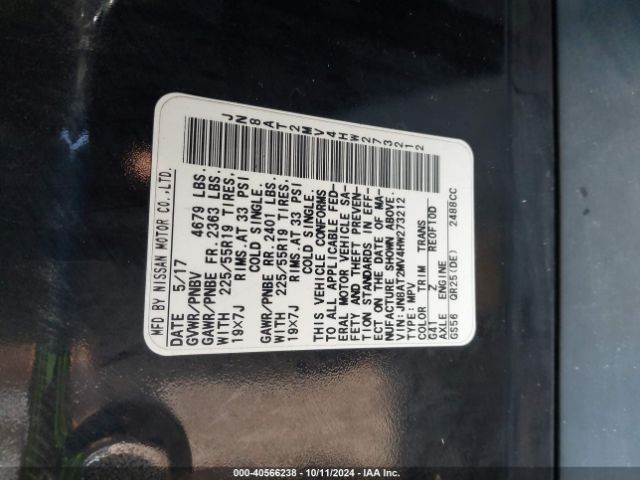 JN8AT2MV4HW273212
MFD BY NISSAN MOTOR CO.,LTD.
DATE 5/17
GVWR/PNBV 4679 LBS.
GAWR/PNBE FR.2363 LBS.
WITH 225/55R19 TIRES,
19X7J RIMS.AT 33 PSI
COLD SINGLE.
GAWR/PNBE RR.2401 LBS.
WITH 225/55R19 TIRES,
19X7J RIMS.AT 33 PSI
COLD SINGLE.
THIS VEHICLE CONFORMS
TO ALL APPLICABLE FED-
ERAL MOTOR VEHICLE SA-
FETY AND THEFT PREVEN-
TION STANDARDS IN EFF-
ECT ON THE DATE OF MA-
NUFACTURE SHOWN ABOVE.
VIN:JN8AT2MV4HW273212
TYPE:MPV
COLOR TRIM TRANS
G41 Z RE0F10D
AXLE ENGINE
GS56 QR25(DE) 2488CC
000-40566238 - 10/11/2024 - IAA Inc.